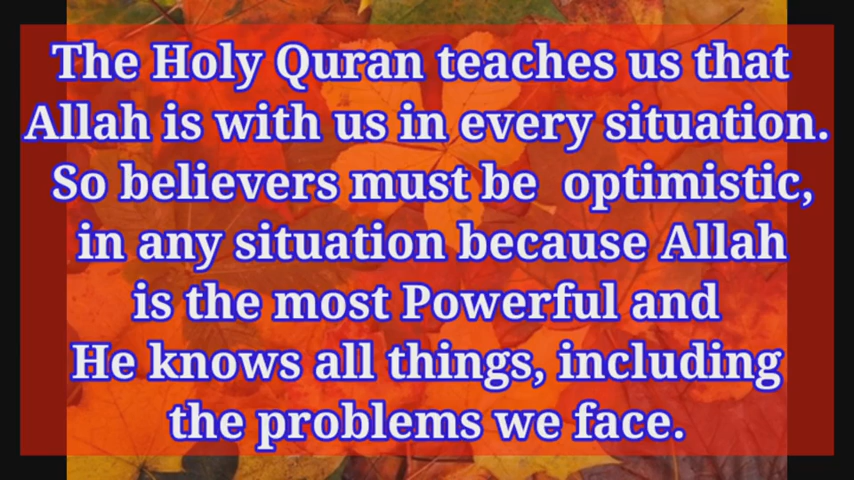 The Holy Quran teaches us that
Allah is with us in every situation.
So believers must be optimistic,
in any situation because Allah
is the most Powerful and
He knows all things, including
the problems we face.